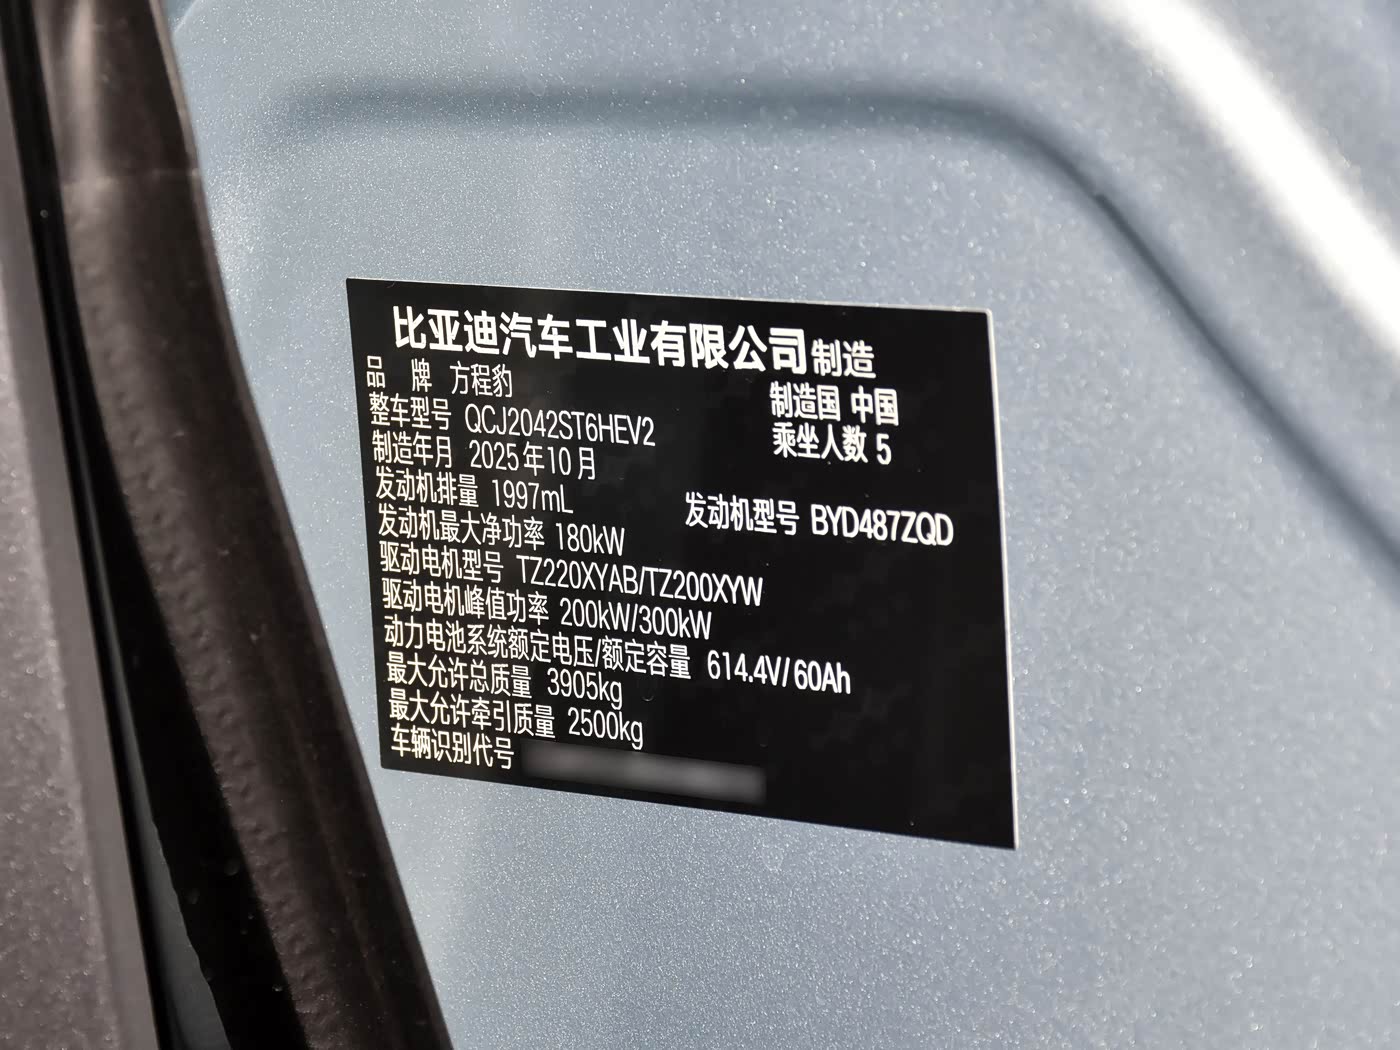 比亚迪汽车工业有限公司制造
品 牌 方程豹
制造国 中国
整车型号 QCJ2042ST6HEV2
乘坐人数 5
制造年月 2025年10月
发动机排量 1997mL
发动机型号 BYD487ZQD
发动机最大净功率 180kW
驱动电机型号 TZ220XYAB/TZ200XYW
驱动电机峰值功率 200kW/300kW
动力电池系统额定电压/额定容量 614.4V/60Ah
最大允许总质量 3905kg
最大允许牵引质量 2500kg
车辆识别代号